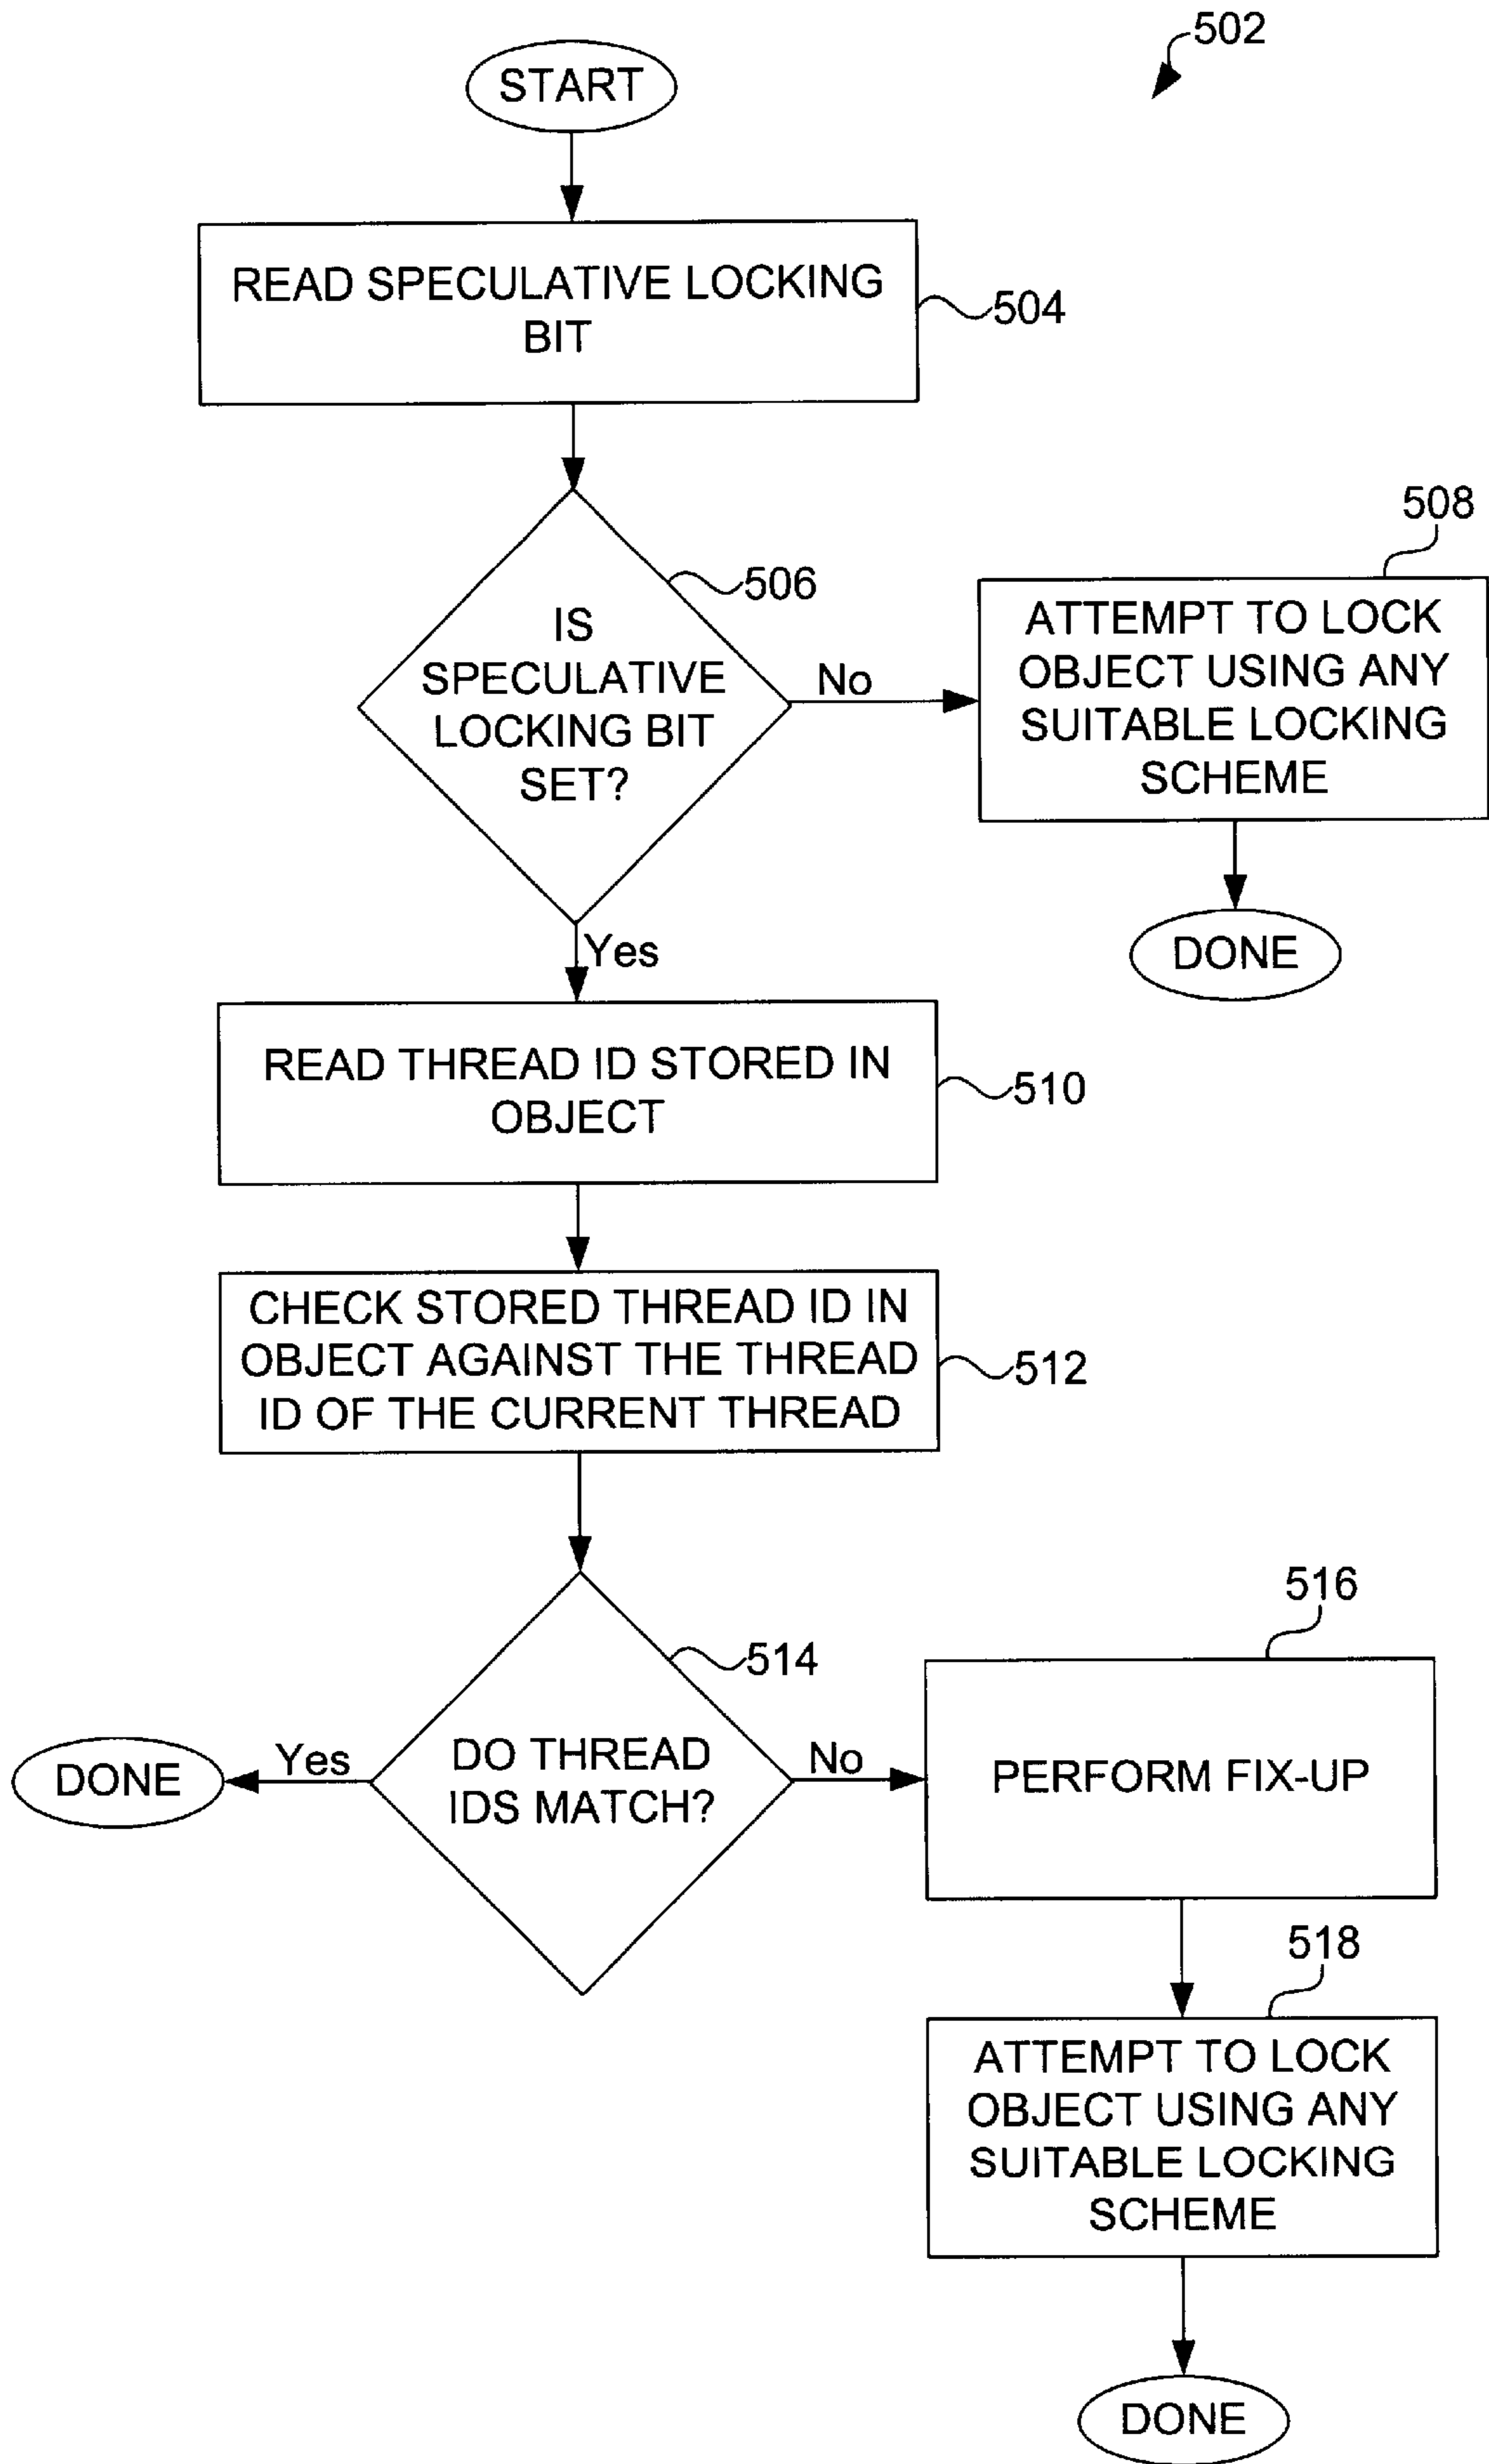 502
START
READ SPECULATIVE LOCKING
BIT
504
506
IS
SPECULATIVE
LOCKING BIT
SET?
No
508
ATTEMPT TO LOCK
OBJECT USING ANY
SUITABLE LOCKING
SCHEME
DONE
Yes
READ THREAD ID STORED IN
OBJECT
510
CHECK STORED THREAD ID IN
OBJECT AGAINST THE THREAD
ID OF THE CURRENT THREAD
512
514
DO THREAD
IDS MATCH?
Yes
DONE
No
516
PERFORM FIX-UP
518
ATTEMPT TO LOCK
OBJECT USING ANY
SUITABLE LOCKING
SCHEME
DONE